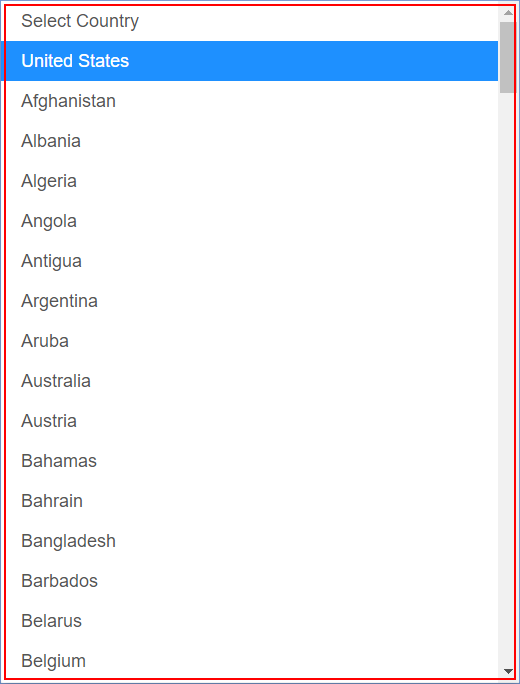 Select Country
United States
Afghanistan
Albania
Algeria
Angola
Antigua
Argentina
Aruba
Australia
Austria
Bahamas
Bahrain
Bangladesh
Barbados
Belarus
Belgium